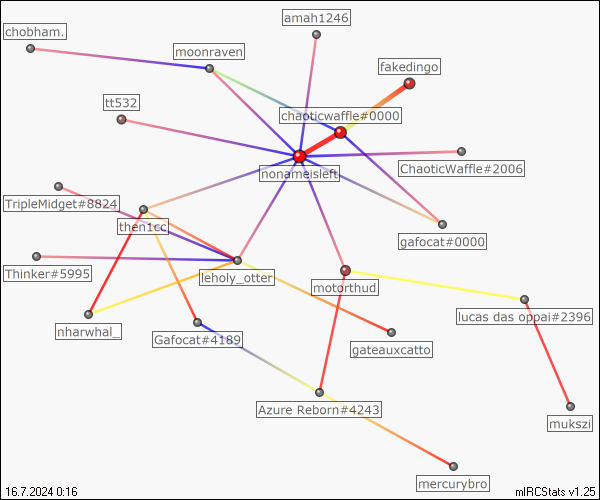 amah1246
chobham.
moonraven
fakedingo
tt532
chaoticwaffle#0000
nonameisleft
ChaoticWaffle#2006
TripleMidget#8824
then1cc
gafocat#0000
Thinker#5995
leholy_otter
motorthud
lucas das oppai#2396
nharwhal_
Gafocat#4189
gateauxcatto
Azure Reborn#4243
mukszi
mercurybro
16.7.2024 0:16
mIRCStats v1.25